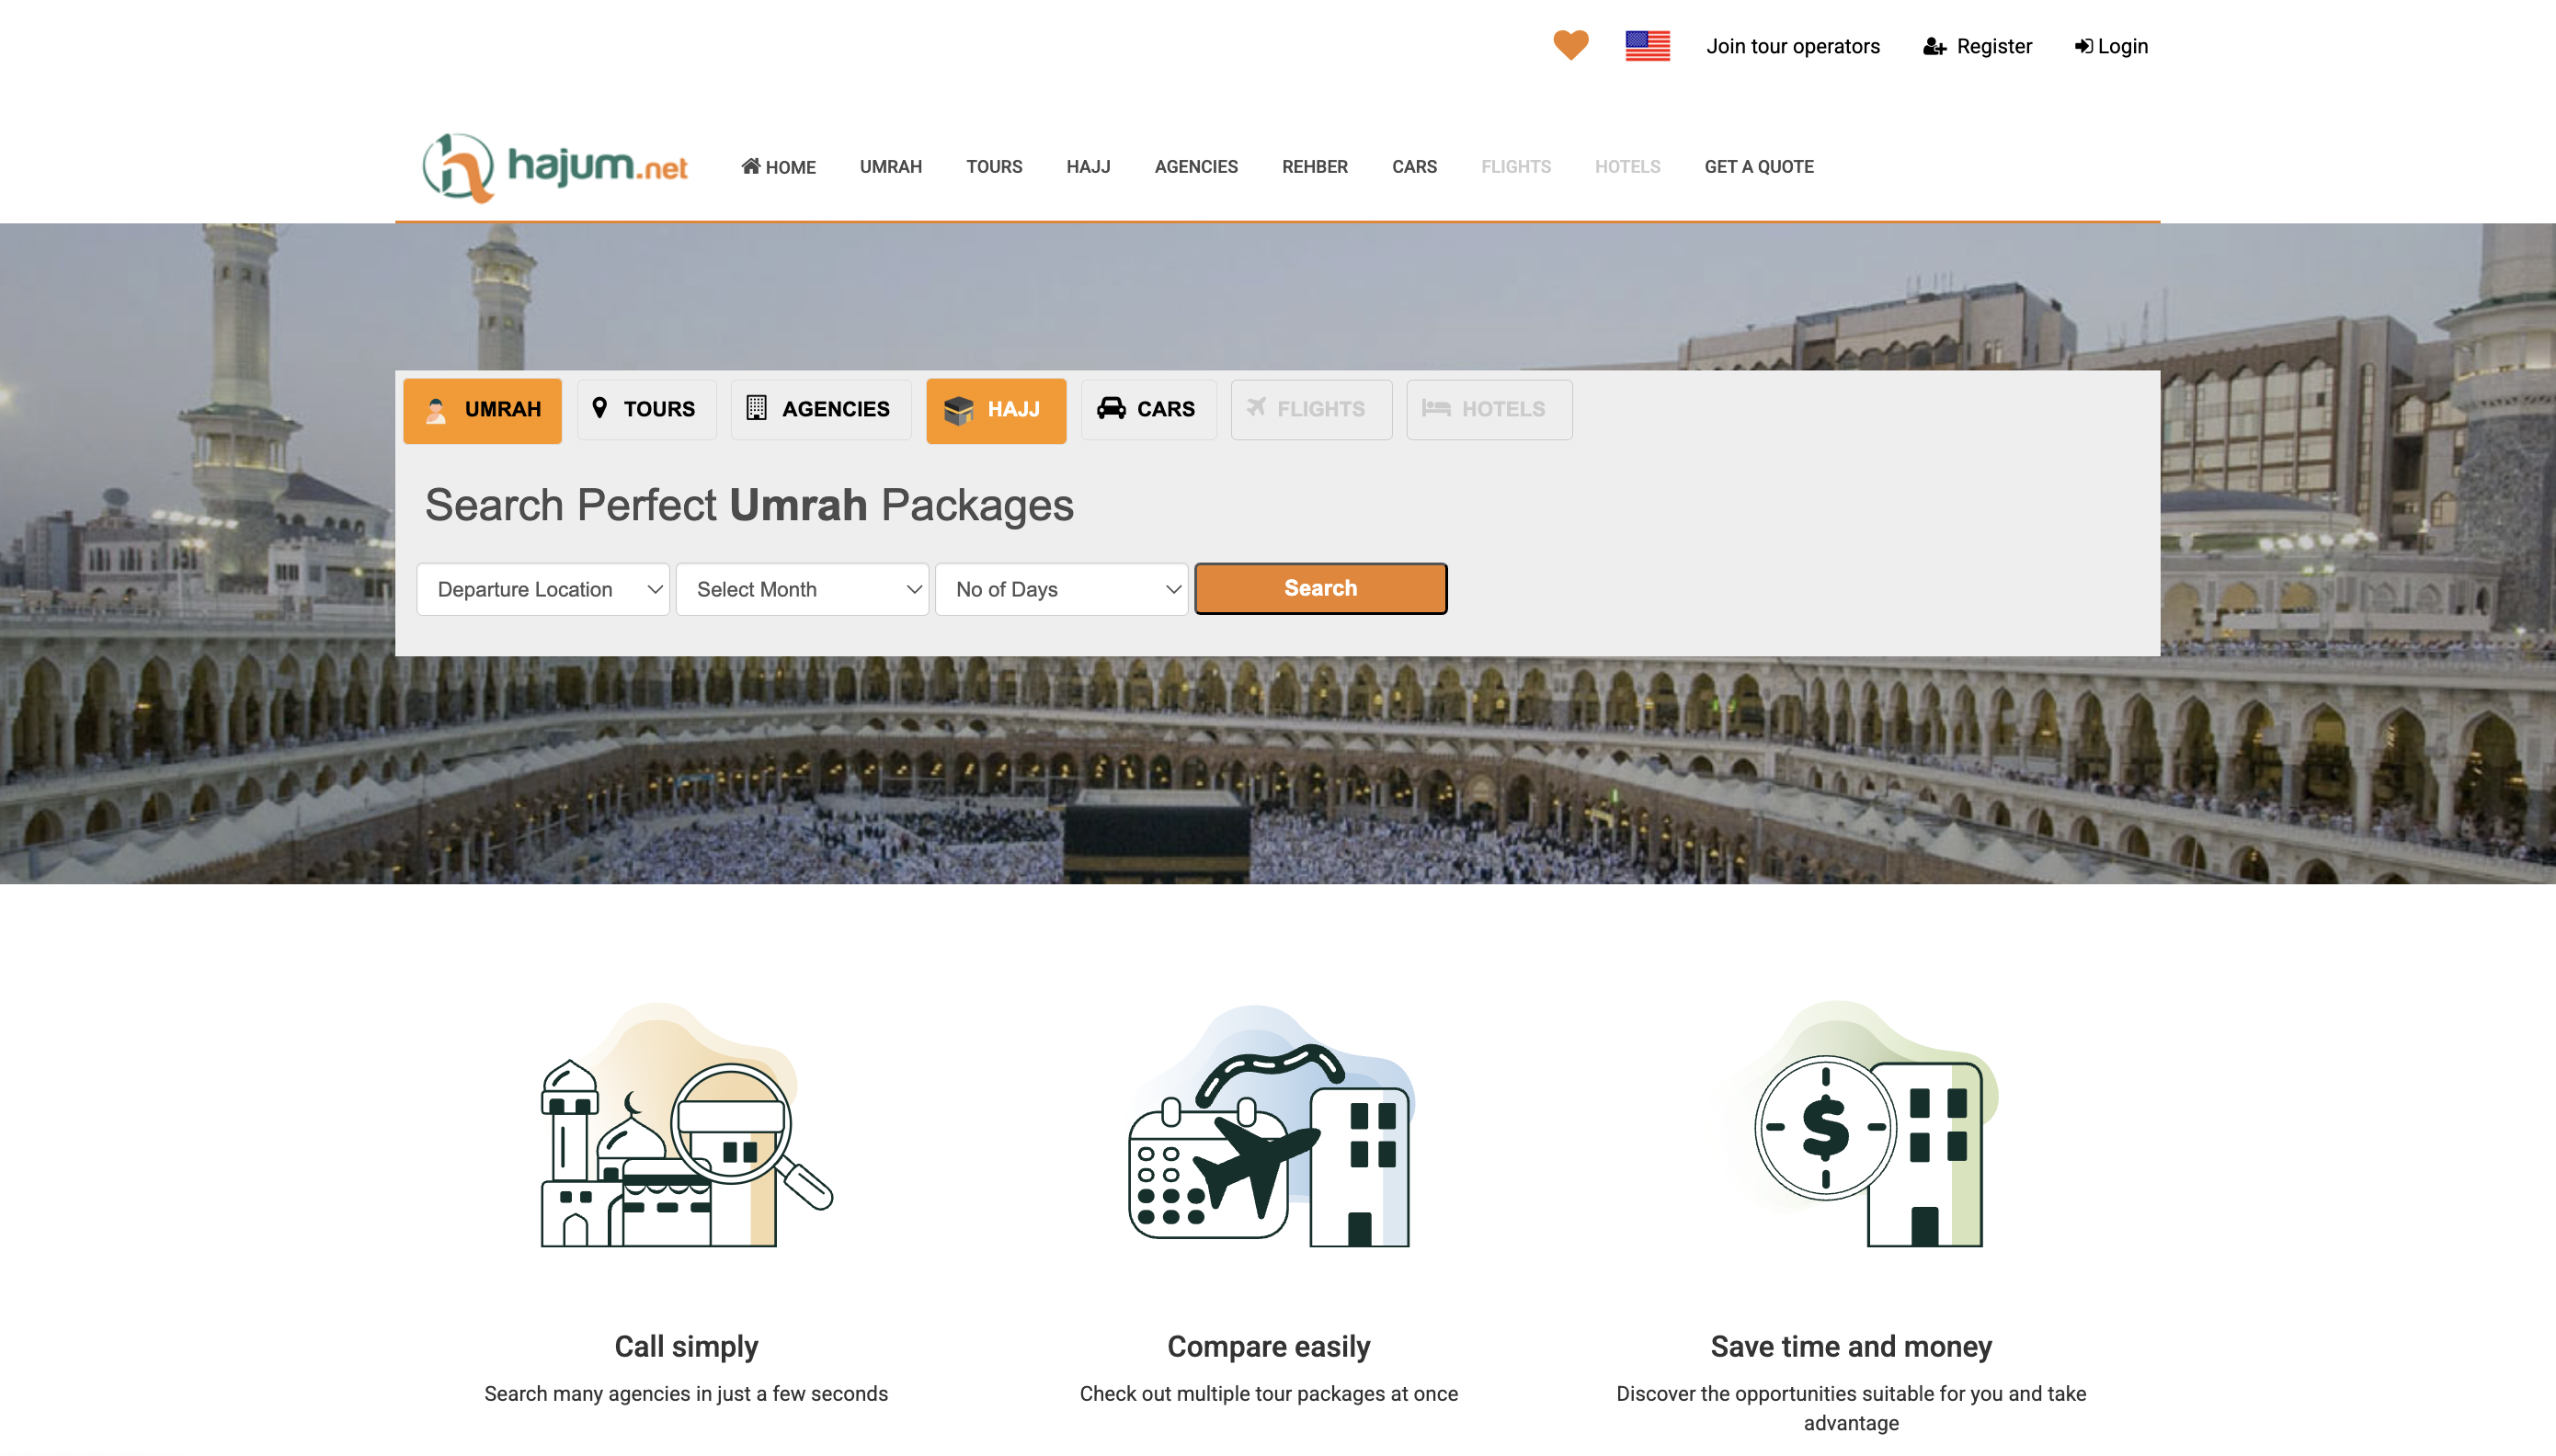 Join tour operators Register Login
hajum.net HOME UMRAH TOURS HAJJ AGENCIES REHBER CARS FLIGHTS HOTELS GET A QUOTE
UMRAH TOURS AGENCIES HAJJ CARS FLIGHTS HOTELS
Search Perfect Umrah Packages
Departure Location Select Month No of Days Search
Call simply
Search many agencies in just a few seconds
Compare easily
Check out multiple tour packages at once
Save time and money
Discover the opportunities suitable for you and take
advantage